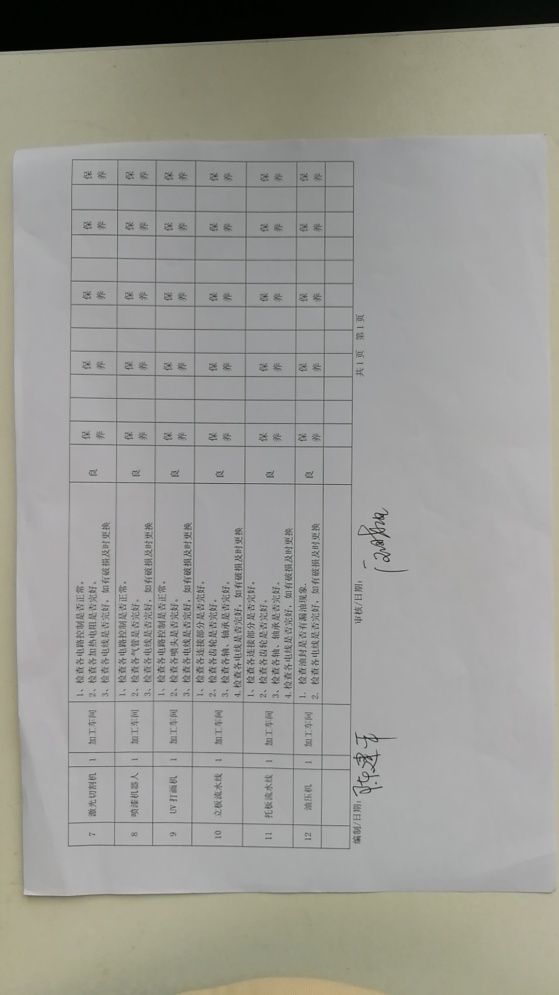 7 激光切割机 1 加工车间 1、检查各电路控制是否正常。 良 保养 保养 保养 保养 保养
2、检查各加热电阻是否完好。
3、检查各电线是否完好，如有破损及时更换
8 喷漆机器人 1 加工车间 1、检查各电路控制是否正常。 良 保养 保养 保养 保养 保养
2、检查各气管是否完好。
3、检查各电线是否完好，如有破损及时更换
9 UV打画机 1 加工车间 1、检查各电路控制是否正常。 良 保养 保养 保养 保养 保养
2、检查各喷头是否完好。
3、检查各电线是否完好，如有破损及时更换
10 立板流水线 1 加工车间 1、检查各连接部分是否完好。 良 保养 保养 保养 保养 保养
2、检查各齿轮是否完好。
3、检查各轴、轴承是否完好。
4.检查各电线是否完好，如有破损及时更换
11 托板流水线 1 加工车间 1、检查各连接部分是否完好。 良 保养 保养 保养 保养 保养
2、检查各齿轮是否完好。
3、检查各轴、轴承是否完好。
4.检查各电线是否完好，如有破损及时更换
12 油压机 1 加工车间 1. 检查油封是否有漏油现象. 良 保养 保养 保养 保养 保养
2. 检查各电线是否完好，如有破损及时更换
编制/日期： 审核/日期： 共1页 第1页